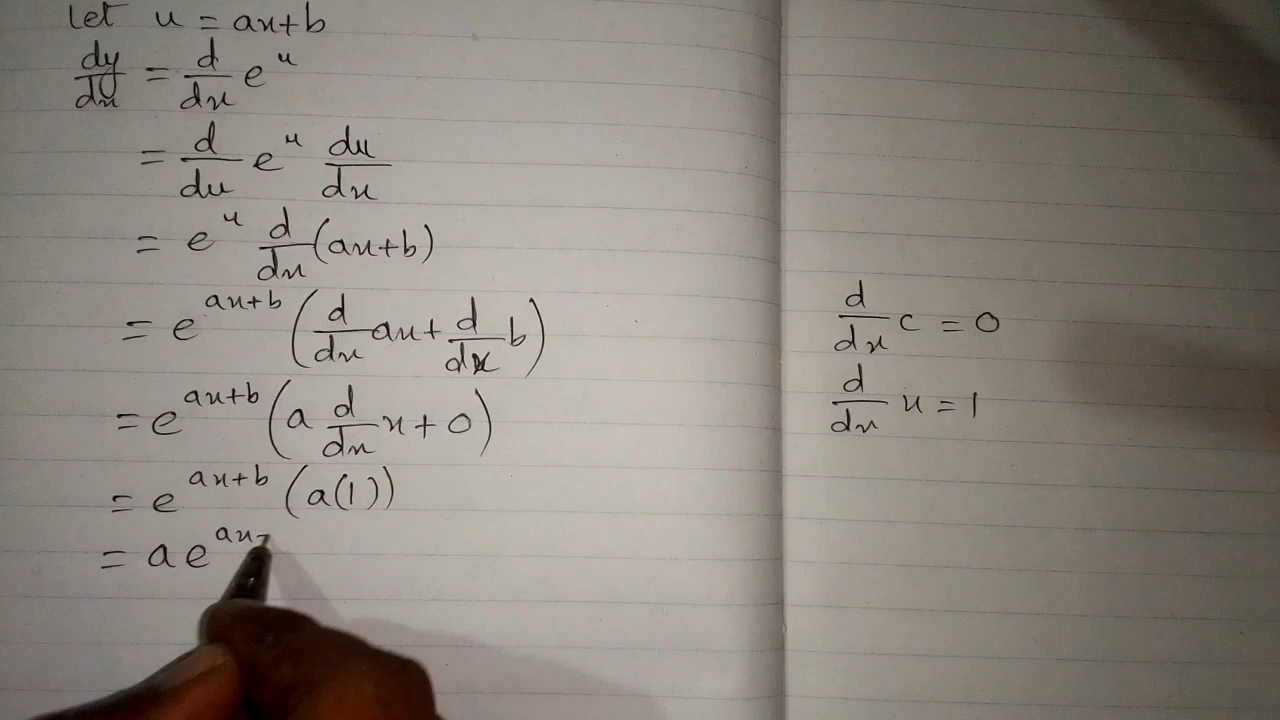 let u = ax+b
dy/dx = d/dx e^u
= d/du e^u du/dx
= e^u d/dx (ax+b)
= e^(ax+b) (d/dx ax + d/dx b)
= e^(ax+b) (a d/dx x + 0)
= e^(ax+b) (a(1))
= a e^(ax-
d/dx c = 0
d/dx x = 1